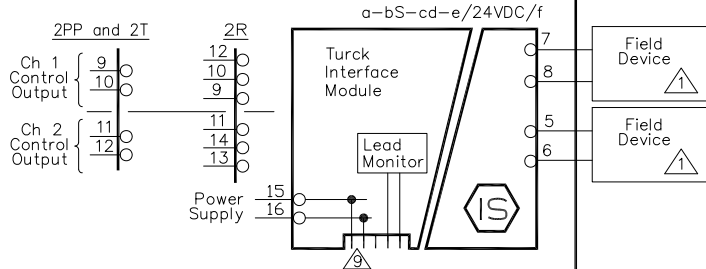 a-bS-cd-e/24VDC/f
2PP and 2T
2R
Ch 1
Control
Output
9
10
Ch 2
Control
Output
11
12
12
10
9
11
14
13
Turck
Interface
Module
Lead
Monitor
Power
Supply
15
16
9
IS
7
8
5
6
Field
Device
1
Field
Device
1